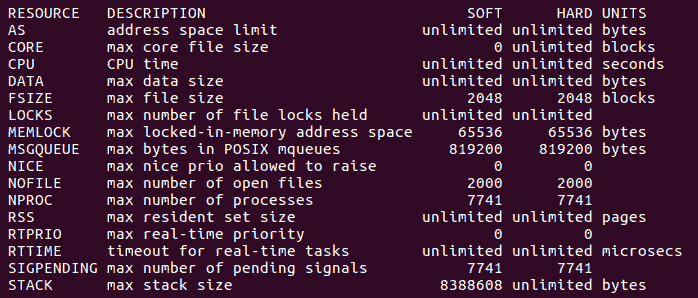 RESOURCE DESCRIPTION SOFT HARD UNITS
AS address space limit unlimited unlimited bytes
CORE max core file size 0 unlimited blocks
CPU CPU time unlimited unlimited seconds
DATA max data size unlimited unlimited bytes
FSIZE max file size 2048 2048 blocks
LOCKS max number of file locks held unlimited unlimited
MEMLOCK max locked-in-memory address space 65536 65536 bytes
MSGQUEUE max bytes in POSIX mqueues 819200 819200 bytes
NICE max nice prio allowed to raise 0 0
NOFILE max number of open files 2000 2000
NPROC max number of processes 7741 7741
RSS max resident set size unlimited unlimited pages
RTPRIO max real-time priority 0 0
RTTIME timeout for real-time tasks unlimited unlimited microsecs
SIGPENDING max number of pending signals 7741 7741
STACK max stack size 8388608 unlimited bytes